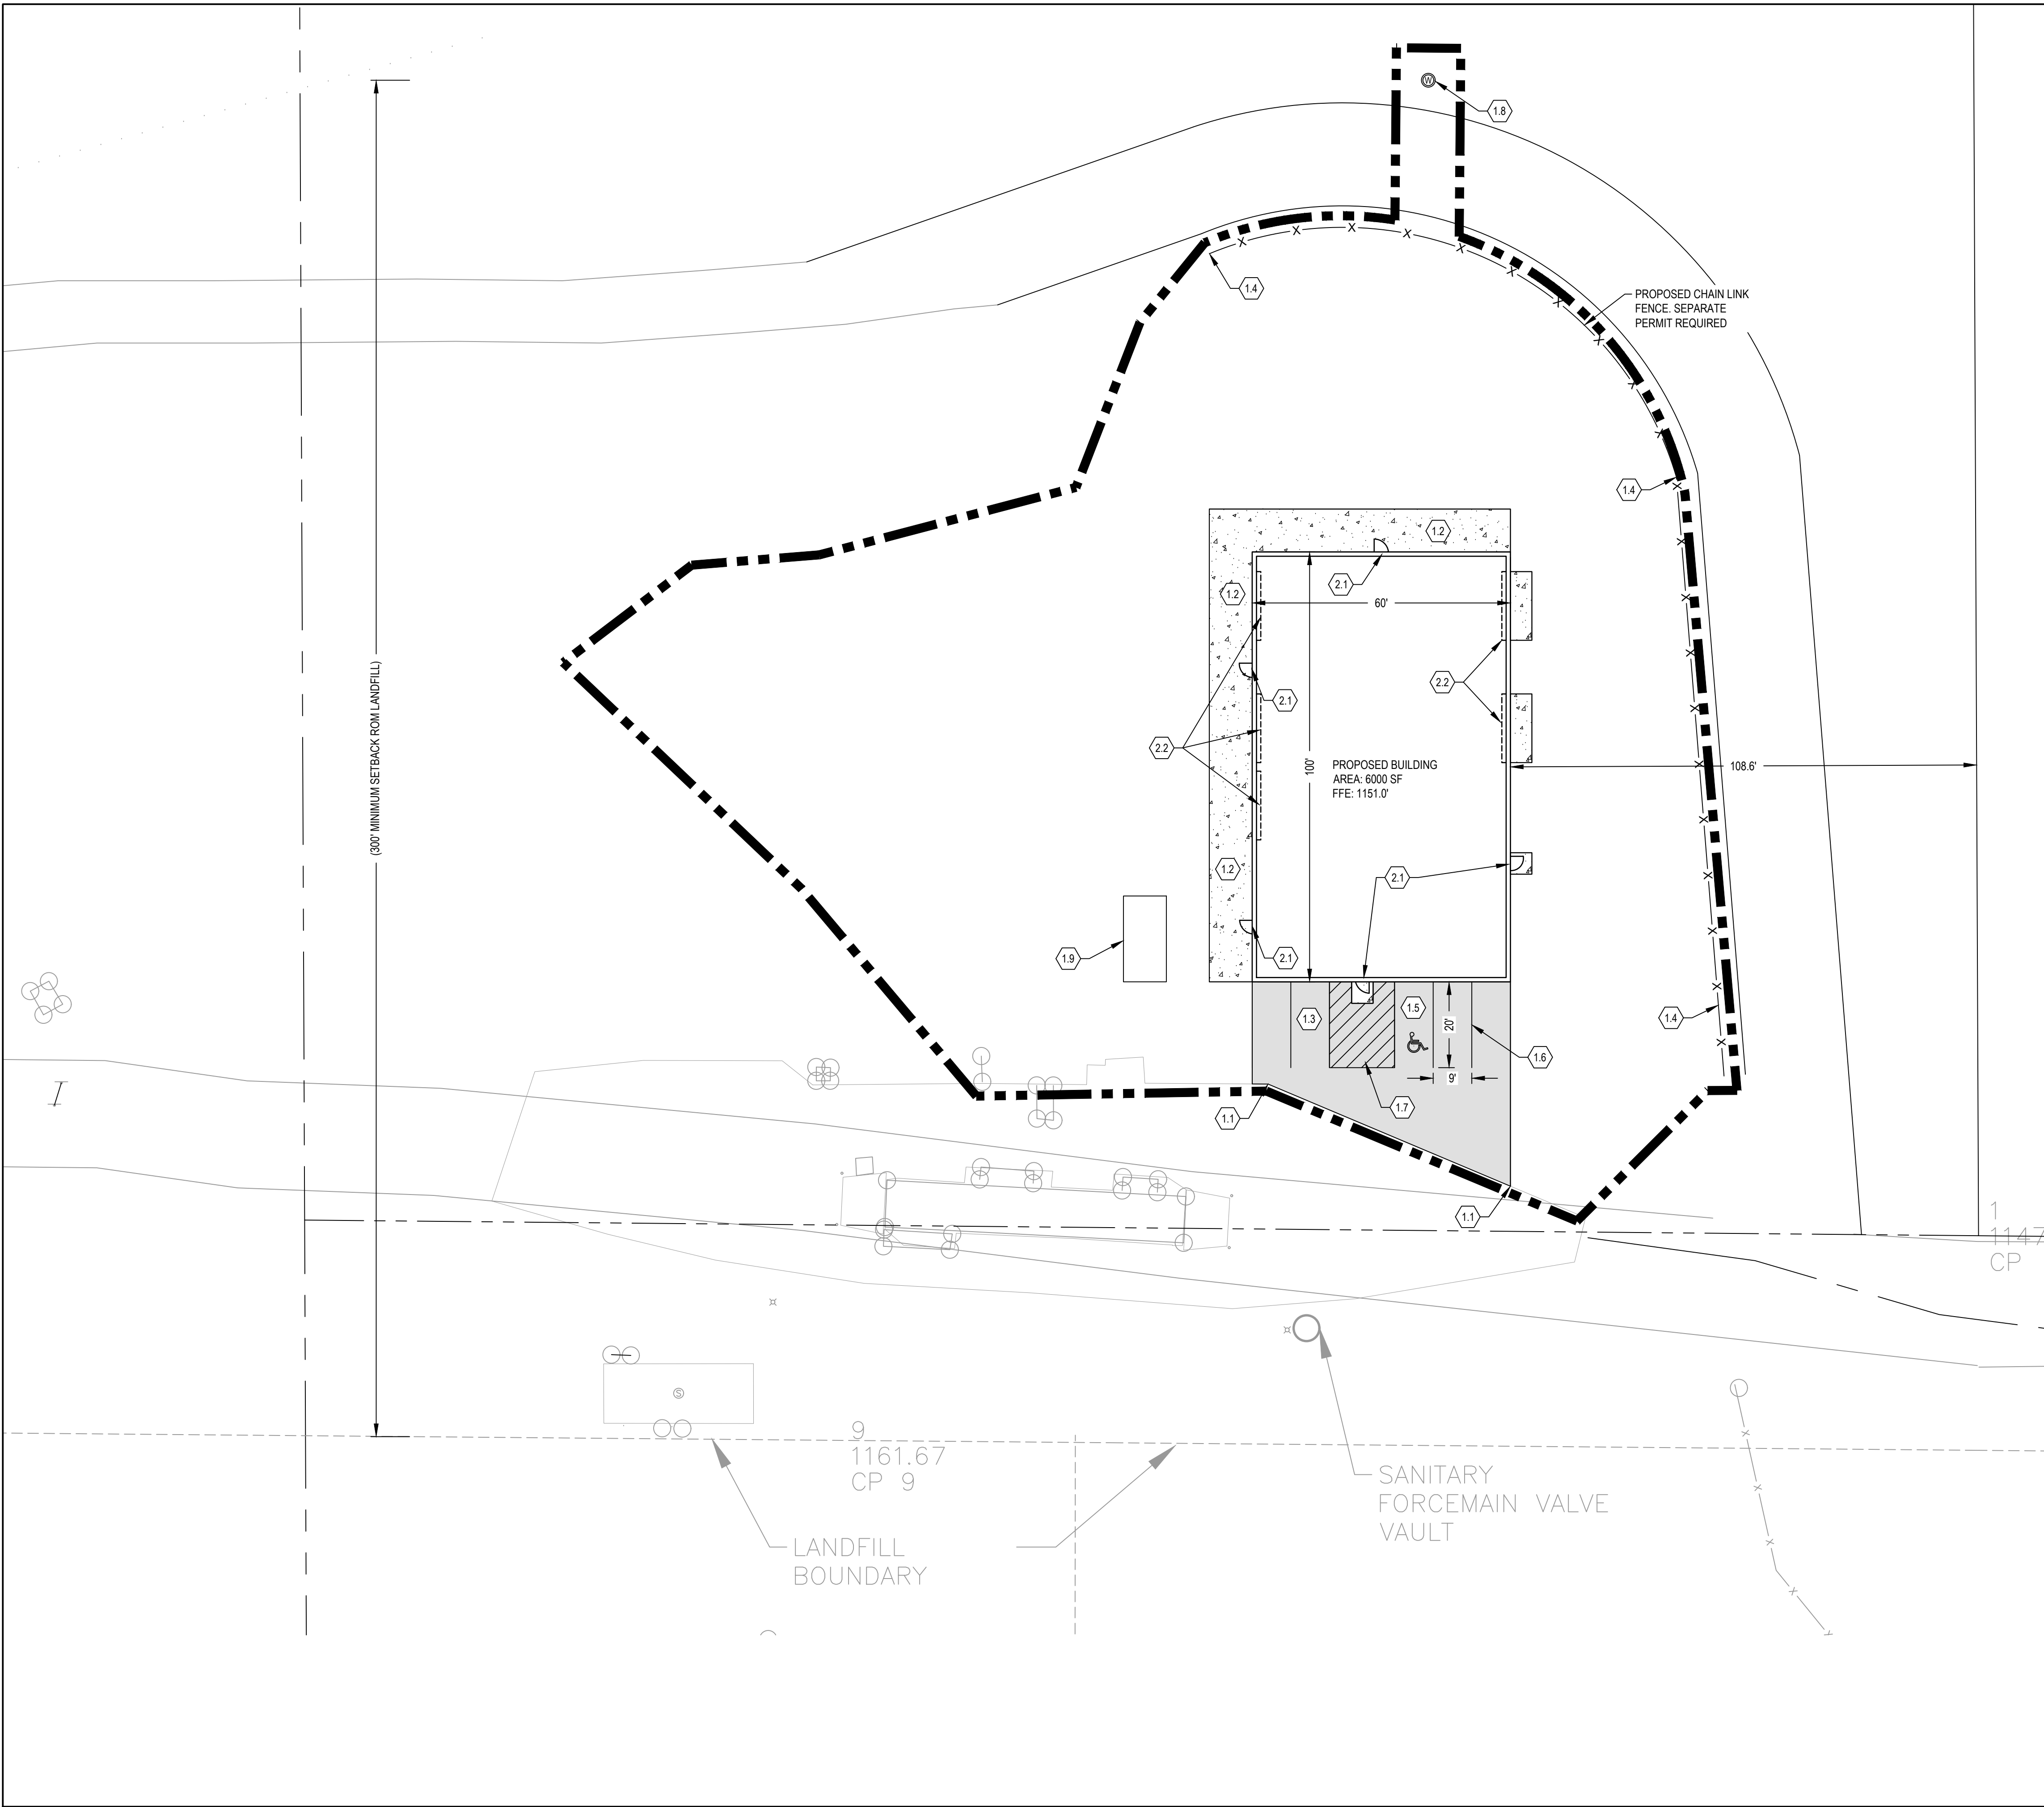 W
1.8
1.4
PROPOSED CHAIN LINK
FENCE. SEPARATE
PERMIT REQUIRED
1.4
1.2
2.1
1.2
60'
2.2
2.1
2.2
(300' MINIMUM SETBACK ROM LANDFILL)
100'
PROPOSED BUILDING
AREA: 6000 SF
FFE: 1151.0'
108.6'
1.2
2.1
1.9
2.1
1.3
1.5
20'
1.4
1.6
9'
1.7
1.1
1.1
1
1147
CP
S
9
1161.67
CP 9
SANITARY
FORCEMAIN VALVE
VAULT
LANDFILL
BOUNDARY